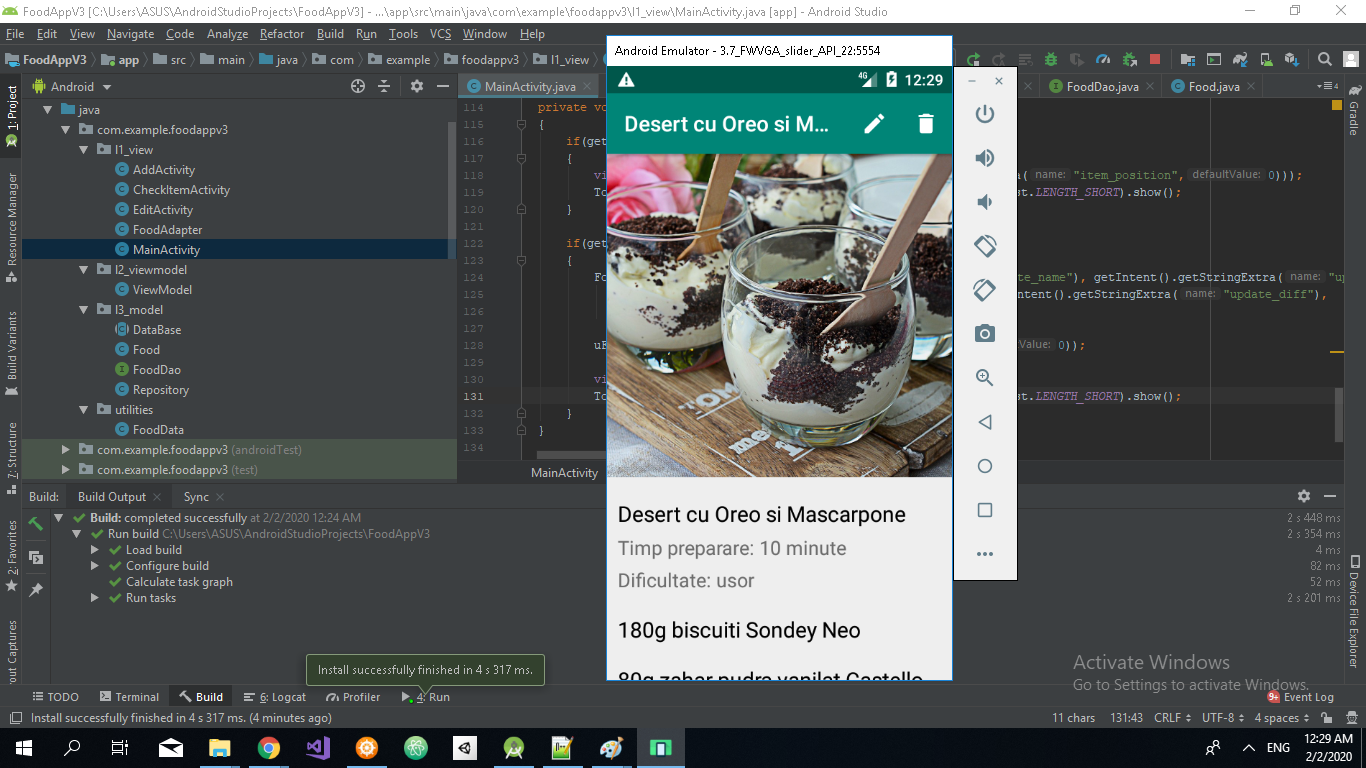 FoodAppV3 [C:\Users\ASUS\AndroidStudioProjects\FoodAppV3] - ...\app\src\main\java\com\example\foodappv3\l1_view\MainActivity.java [app] - Android Studio
File Edit View Navigate Code Analyze Refactor Build Run Tools VCS Window Help
FoodAppV3 app src main java com example foodappv3 l1_view
Android
MainActivity.java FoodDao.java Food.java 4
1: Project
Resource Manager
Build Variants
7: Structure
2: Favorites
out Captures
Gradle
Device File Explorer
java
com.example.foodappv3
l1_view
AddActivity
CheckItemActivity
EditActivity
FoodAdapter
MainActivity
l2_viewmodel
ViewModel
l3_model
DataBase
Food
FoodDao
Repository
utilities
FoodData
com.example.foodappv3 (androidTest)
com.example.foodappv3 (test)
114 private vo
115 {
116 if(get
117 {
118 vi a( name: "item_position", defaultValue: 0)));
119 To st.LENGTH_SHORT).show();
120 }
121
122 if(get
123 {
124 Fo te_name"), getIntent().getStringExtra( name: "up
125 ntent().getStringExtra( name: "update_diff"),
126
127
128 uF Value: 0));
129
130 vi
131 To st.LENGTH_SHORT).show();
132 }
133 }
134
MainActivity
Android Emulator - 3.7_FWVGA_slider_API_22:5554
4G 12:29
Desert cu Oreo si M...
Desert cu Oreo si Mascarpone
Timp preparare: 10 minute
Dificultate: usor
180g biscuiti Sondey Neo
80g zahar pudra vanilat Castello
Build: Build Output Sync
Build: completed successfully at 2/2/2020 12:24 AM 2 s 448 ms
Run build C:\Users\ASUS\AndroidStudioProjects\FoodAppV3 2 s 354 ms
Load build 4 ms
Configure build 82 ms
Calculate task graph 52 ms
Run tasks 2 s 201 ms
Install successfully finished in 4 s 317 ms.
Activate Windows
Go to Settings to activate Windows.
TODO Terminal Build 6: Logcat Profiler 4: Run 9+ Event Log
Install successfully finished in 4 s 317 ms. (4 minutes ago) 11 chars 131:43 CRLF UTF-8 4 spaces
ENG 12:29 AM
2/2/2020